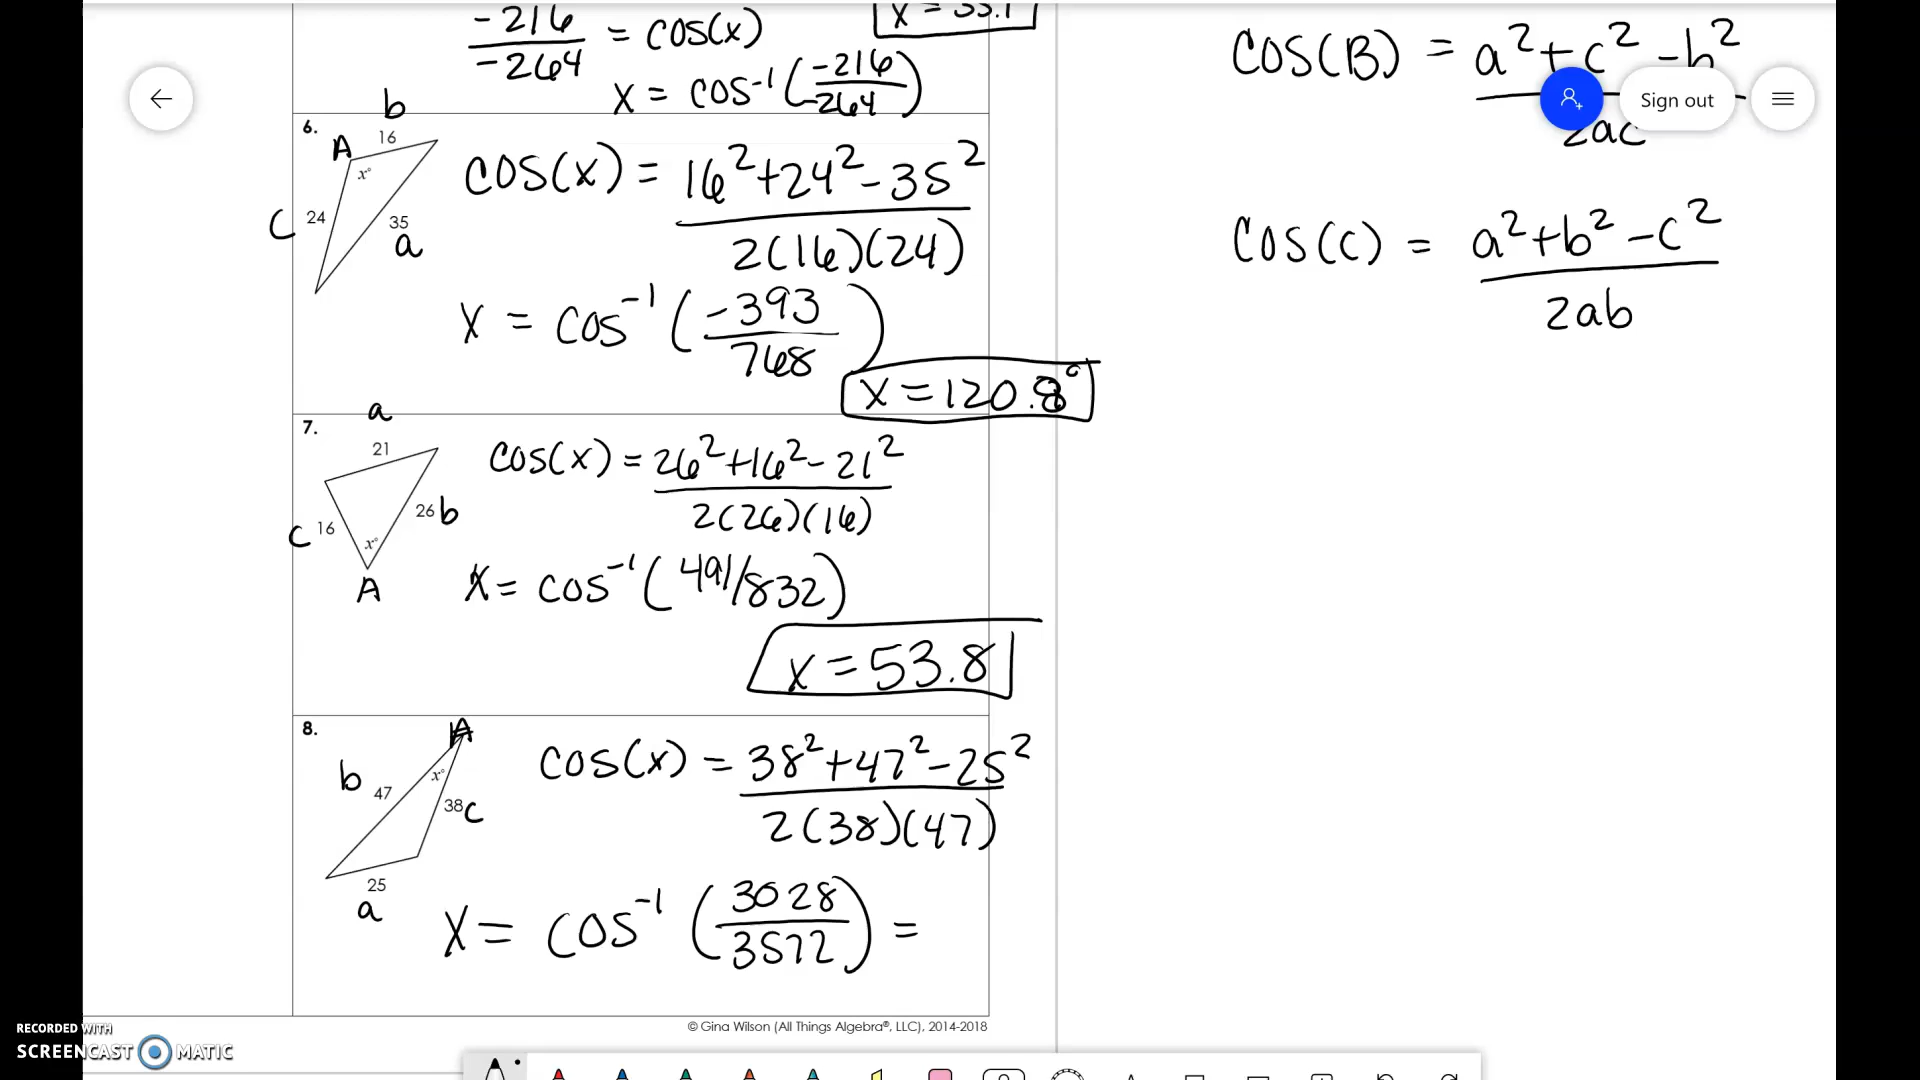 x = 33.1
-216 / -264 = cos(x)
x = cos⁻¹(-216 / -264)
6.
b
A
16
x°
c
24
35
a
cos(x) = 16² + 24² - 35² / 2(16)(24)
x = cos⁻¹(-393 / 768)
x = 120.8°
7.
a
21
c
16
26
b
x°
A
cos(x) = 26² + 16² - 21² / 2(26)(16)
x = cos⁻¹(491/832)
x = 53.8
8.
A
b
47
x°
38
c
25
a
cos(x) = 38² + 47² - 25² / 2(38)(47)
x = cos⁻¹(3028 / 3572) =
© Gina Wilson (All Things Algebra®, LLC), 2014-2018
cos(B) = a² + c² - b² / 2ac
Sign out
cos(C) = a² + b² - c² / 2ab
RECORDED WITH
SCREENCAST MATIC